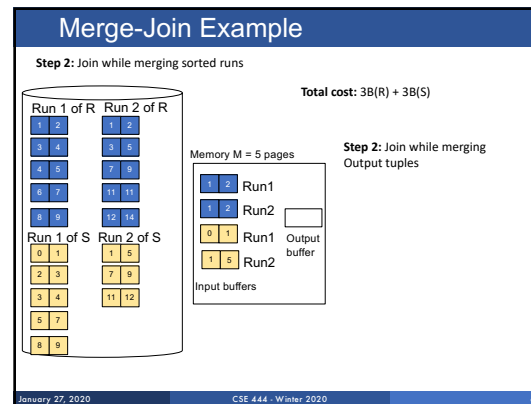 Merge-Join Example
Step 2: Join while merging sorted runs
Total cost: 3B(R) + 3B(S)
Run 1 of R Run 2 of R
1 2 1 2
3 4 3 5
4 5 7 9
6 7 11 11
8 9 12 14
Run 1 of S Run 2 of S
0 1 1 5
2 3 7 9
3 4 11 12
5 7
8 9
Memory M = 5 pages
1 2 Run1
1 2 Run2
0 1 Run1
1 5 Run2
Input buffers
Output
buffer
Step 2: Join while merging
Output tuples
January 27, 2020 CSE 444 - Winter 2020